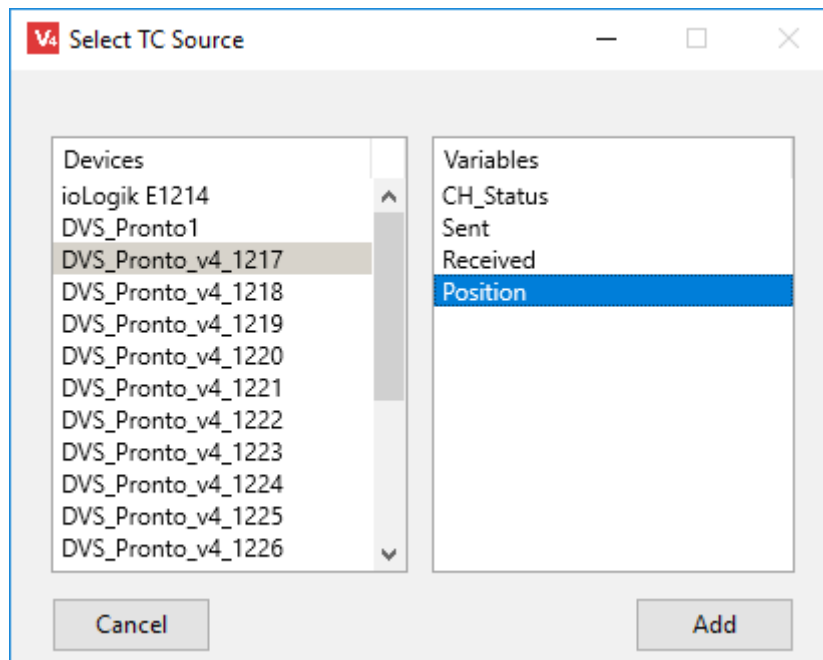 V4 Select TC Source
Devices
ioLogik E1214
DVS_Pronto1
DVS_Pronto_v4_1217
DVS_Pronto_v4_1218
DVS_Pronto_v4_1219
DVS_Pronto_v4_1220
DVS_Pronto_v4_1221
DVS_Pronto_v4_1222
DVS_Pronto_v4_1223
DVS_Pronto_v4_1224
DVS_Pronto_v4_1225
DVS_Pronto_v4_1226
Variables
CH_Status
Sent
Received
Position
Cancel
Add